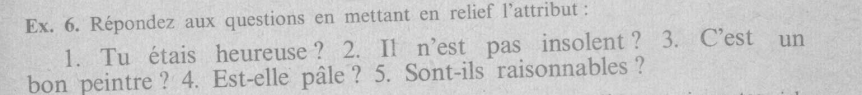 Ex. 6. Répondez aux questions en mettant en relief l'attribut :
1. Tu étais heureuse ? 2. Il n'est pas insolent ? 3. C'est un
bon peintre ? 4. Est-elle pâle ? 5. Sont-ils raisonnables ?